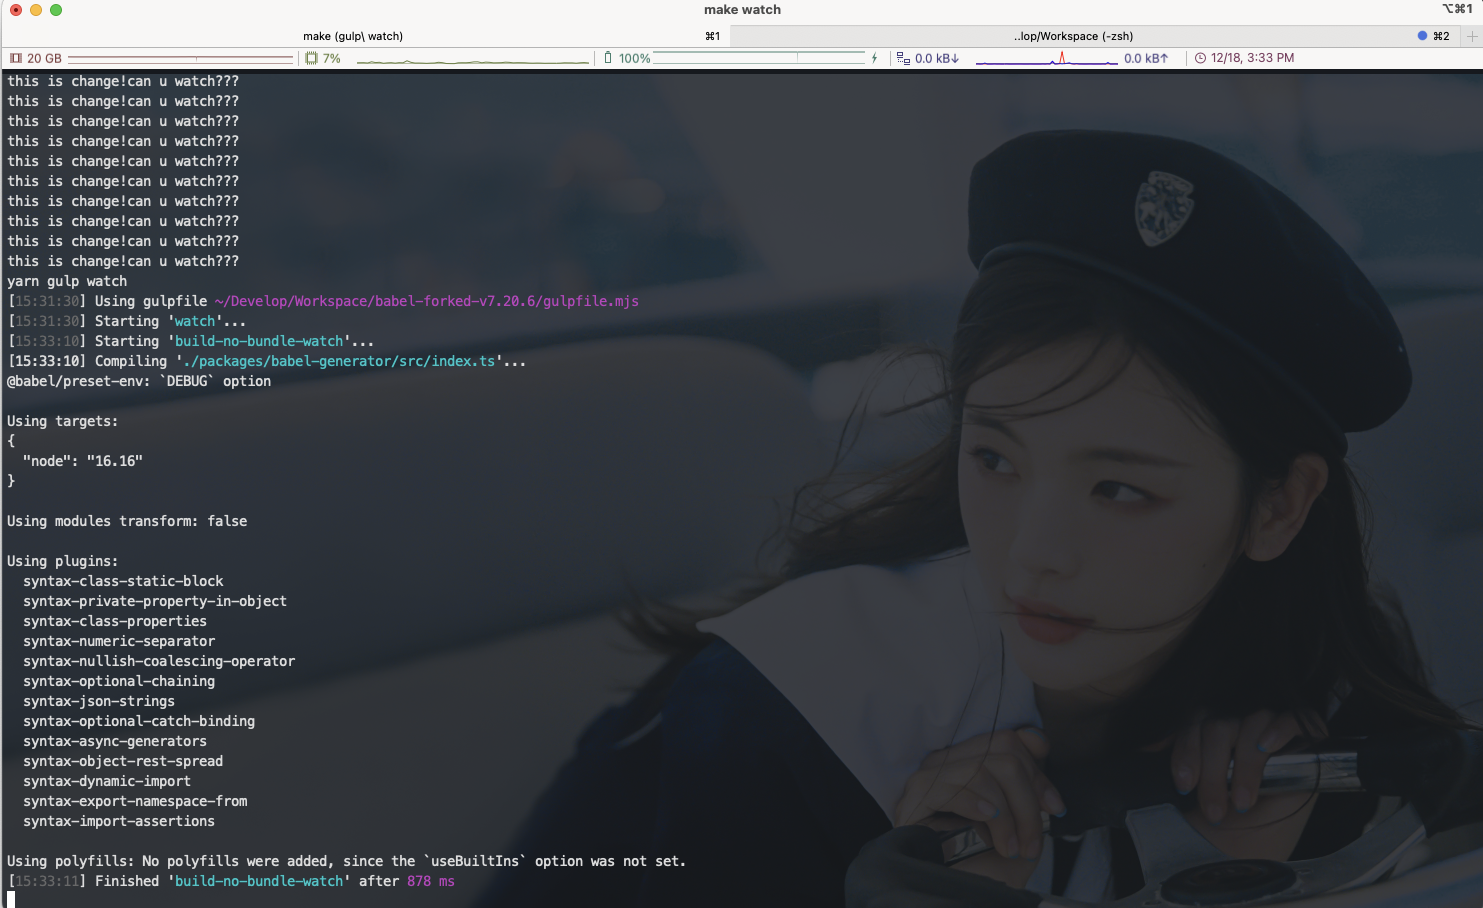 make watch
⌥⌘1
make (gulp\ watch) ⌘1
..lop/Workspace (-zsh) ⌘2
20 GB 7% 100% 0.0 kB↓ 0.0 kB↑ 12/18, 3:33 PM
this is change!can u watch???
this is change!can u watch???
this is change!can u watch???
this is change!can u watch???
this is change!can u watch???
this is change!can u watch???
this is change!can u watch???
this is change!can u watch???
this is change!can u watch???
this is change!can u watch???
yarn gulp watch
[15:31:30] Using gulpfile ~/Develop/Workspace/babel-forked-v7.20.6/gulpfile.mjs
[15:31:30] Starting 'watch'...
[15:33:10] Starting 'build-no-bundle-watch'...
[15:33:10] Compiling './packages/babel-generator/src/index.ts'...
@babel/preset-env: `DEBUG` option
Using targets:
{
"node": "16.16"
}
Using modules transform: false
Using plugins:
syntax-class-static-block
syntax-private-property-in-object
syntax-class-properties
syntax-numeric-separator
syntax-nullish-coalescing-operator
syntax-optional-chaining
syntax-json-strings
syntax-optional-catch-binding
syntax-async-generators
syntax-object-rest-spread
syntax-dynamic-import
syntax-export-namespace-from
syntax-import-assertions
Using polyfills: No polyfills were added, since the `useBuiltIns` option was not set.
[15:33:11] Finished 'build-no-bundle-watch' after 878 ms